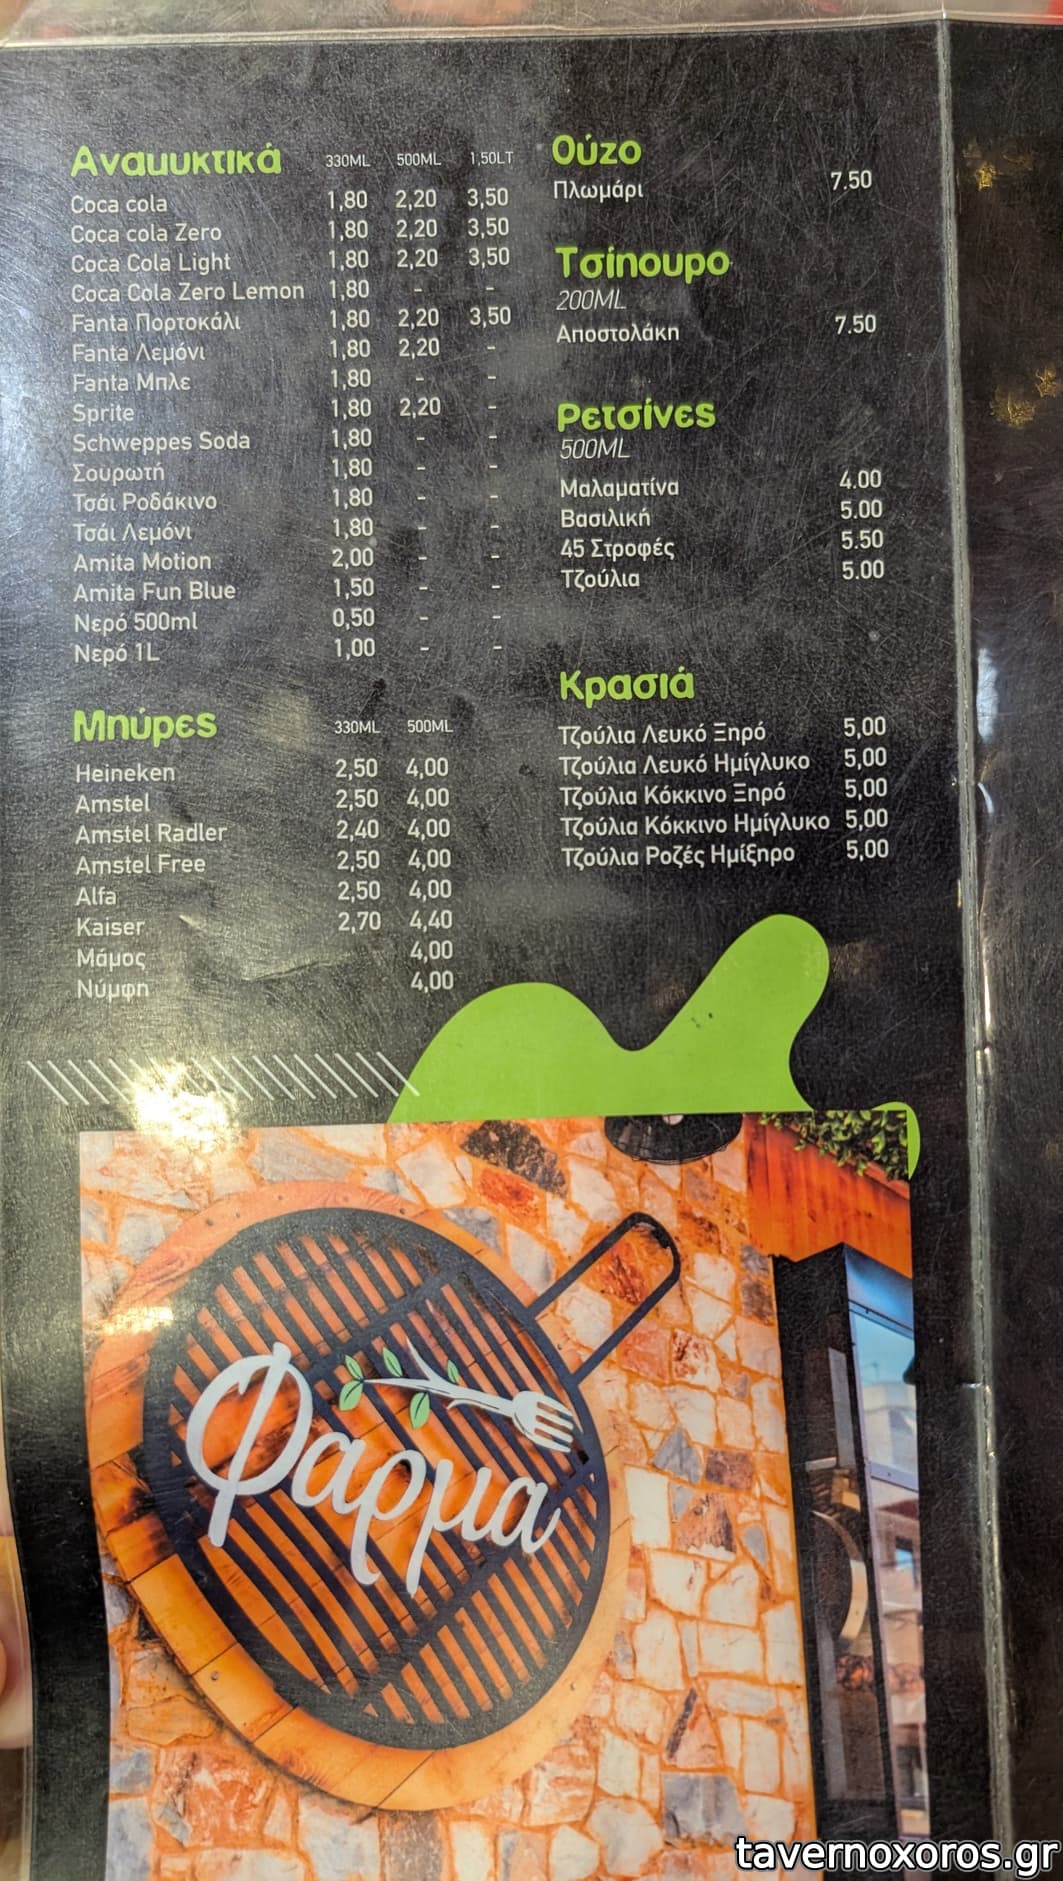 Αναψυκτικά 330ML 500ML 1,50LT
Coca cola 1,80 2,20 3,50
Coca cola Zero 1,80 2,20 3,50
Coca Cola Light 1,80 2,20 3,50
Coca Cola Zero Lemon 1,80 - -
Fanta Πορτοκάλι 1,80 2,20 3,50
Fanta Λεμόνι 1,80 2,20 -
Fanta Μπλε 1,80 - -
Sprite 1,80 2,20 -
Schweppes Soda 1,80 - -
Σουρωτή 1,80 - -
Τσάι Ροδάκινο 1,80 - -
Τσάι Λεμόνι 1,80 - -
Amita Motion 2,00 - -
Amita Fun Blue 1,50 - -
Νερό 500ml 0,50 - -
Νερό 1L 1,00 - -
Μπύρες 330ML 500ML
Heineken 2,50 4,00
Amstel 2,50 4,00
Amstel Radler 2,40 4,00
Amstel Free 2,50 4,00
Alfa 2,50 4,00
Kaiser 2,70 4,40
Μάμος 4,00
Νύμφη 4,00
Ούζο
Πλωμάρι 7.50
Τσίπουρο
200ML
Αποστολάκη 7.50
Ρετσίνες
500ML
Μαλαματίνα 4.00
Βασιλική 5.00
45 Στροφές 5.50
Τζούλια 5.00
Κρασιά
Τζούλια Λευκό Ξηρό 5,00
Τζούλια Λευκό Ημίγλυκο 5,00
Τζούλια Κόκκινο Ξηρό 5,00
Τζούλια Κόκκινο Ημίγλυκο 5,00
Τζούλια Ροζές Ημίξηρο 5,00
Φαρμα
tavernoxoros.gr